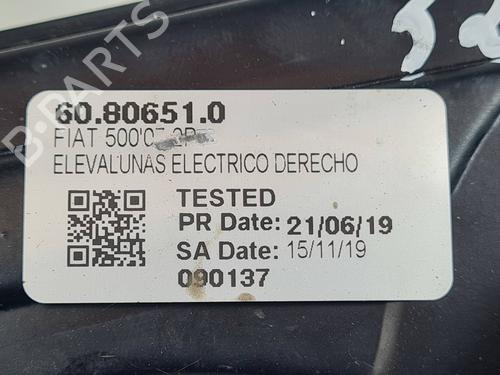 60.80651.0
FIAT 500'07
ELEVALUNAS ELECTRICO DERECHO
TESTED
PR Date: 21/06/19
SA Date: 15/11/19
090137
B-PARTS